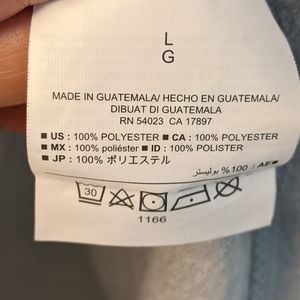 L
G
MADE IN GUATEMALA/ HECHO EN GUATEMALA/
DIBUAT DI GUATEMALA
RN 54023 CA 17897
■ US : 100% POLYESTER ■ CA : 100% POLYESTER
■ MX : 100% poliéster ■ ID : 100% POLISTER
■ JP : 100% ポリエステル
■ AE : 100% بوليستر
30
1166